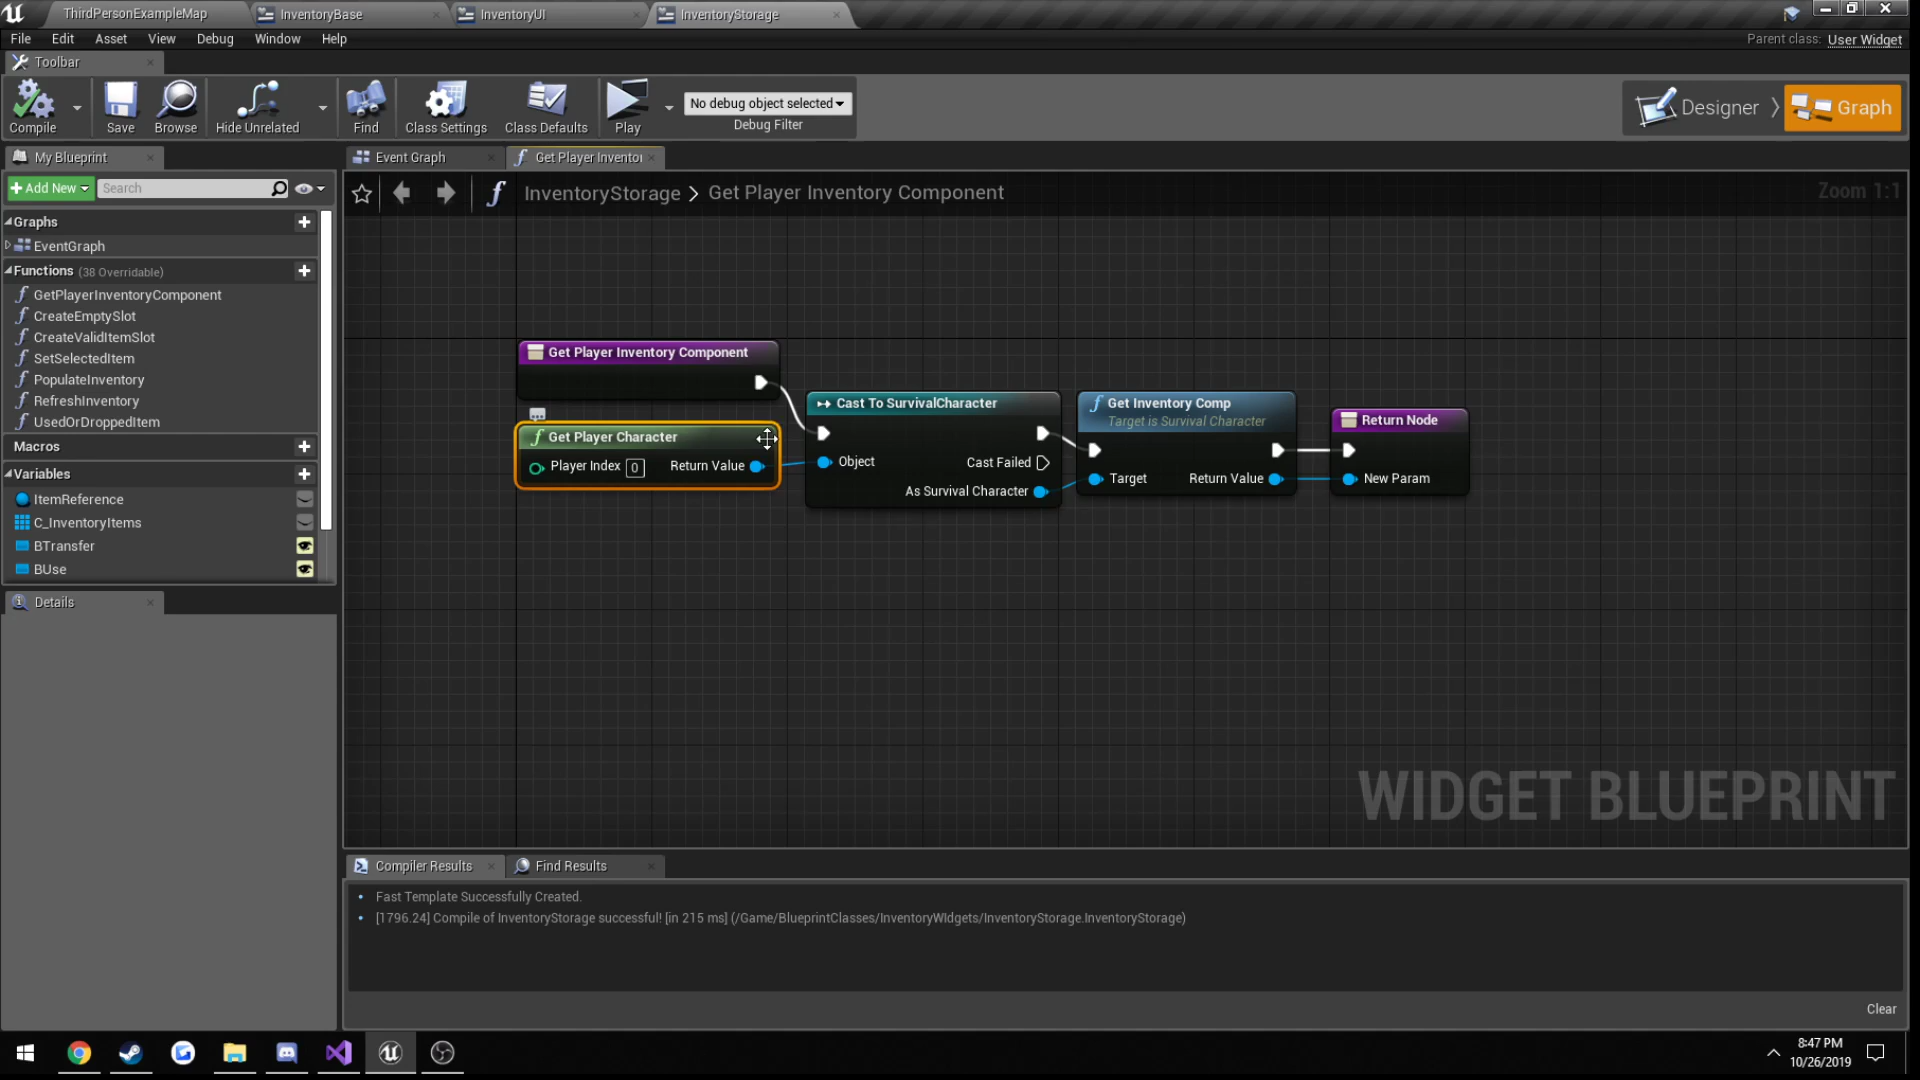 ThirdPersonExampleMap
InventoryBase
InventoryUI
InventoryStorage
File Edit Asset View Debug Window Help
Parent class: User Widget
Toolbar
Compile
Save
Browse
Hide Unrelated
Find
Class Settings
Class Defaults
Play
No debug object selected
Debug Filter
Designer
Graph
My Blueprint
Event Graph
Get Player Inventor
Add New
Search
InventoryStorage > Get Player Inventory Component
Zoom 1:1
Graphs
EventGraph
Functions (38 Overridable)
GetPlayerInventoryComponent
CreateEmptySlot
CreateValidItemSlot
SetSelectedItem
PopulateInventory
RefreshInventory
UsedOrDroppedItem
Macros
Variables
ItemReference
C_InventoryItems
BTransfer
BUse
Details
Get Player Inventory Component
Get Player Character
Player Index 0 Return Value
Cast To SurvivalCharacter
Object
Cast Failed
As Survival Character
Get Inventory Comp
Target is Survival Character
Target
Return Value
Return Node
New Param
WIDGET BLUEPRINT
Compiler Results
Find Results
Fast Template Successfully Created.
[1796.24] Compile of InventoryStorage successful! [in 215 ms] (/Game/BlueprintClasses/InventoryWIdgets/InventoryStorage.InventoryStorage)
Clear
8:47 PM
10/26/2019